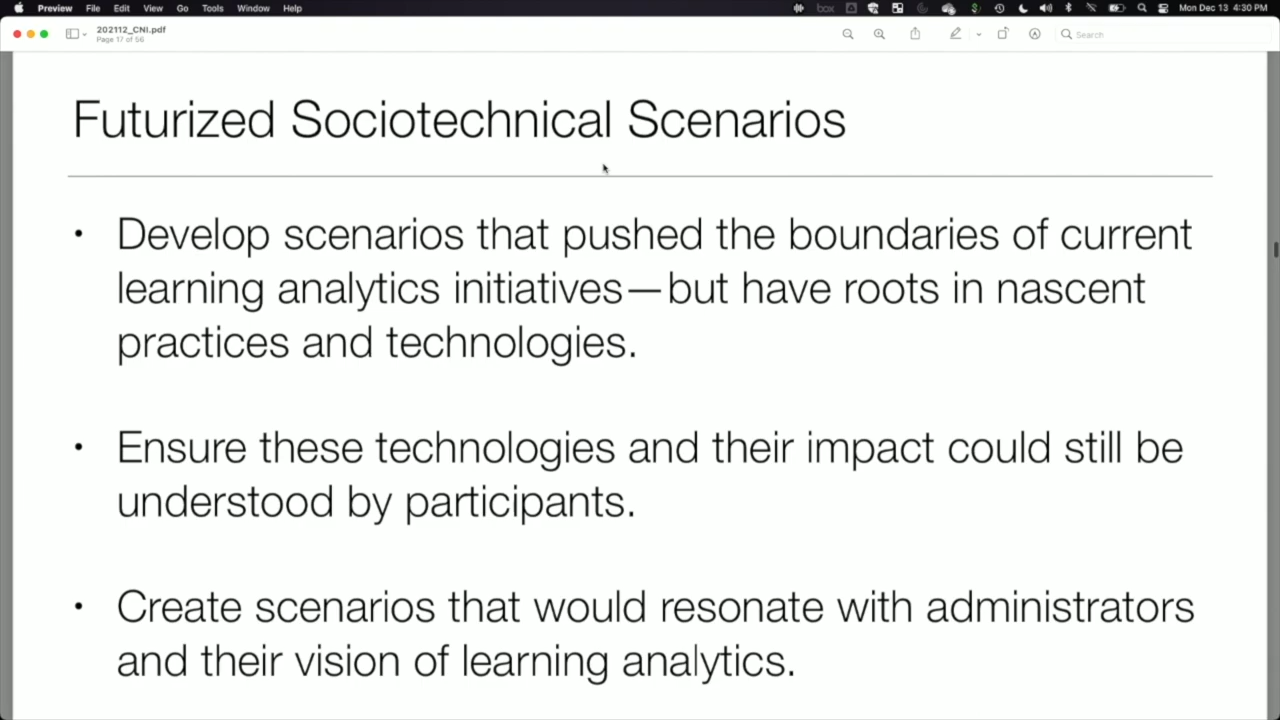 Preview File Edit View Go Tools Window Help box Mon Dec 13 4:30 PM
202112_CNI.pdf
Page 17 of 56
Search
Futurized Sociotechnical Scenarios
• Develop scenarios that pushed the boundaries of current
learning analytics initiatives—but have roots in nascent
practices and technologies.
• Ensure these technologies and their impact could still be
understood by participants.
• Create scenarios that would resonate with administrators
and their vision of learning analytics.